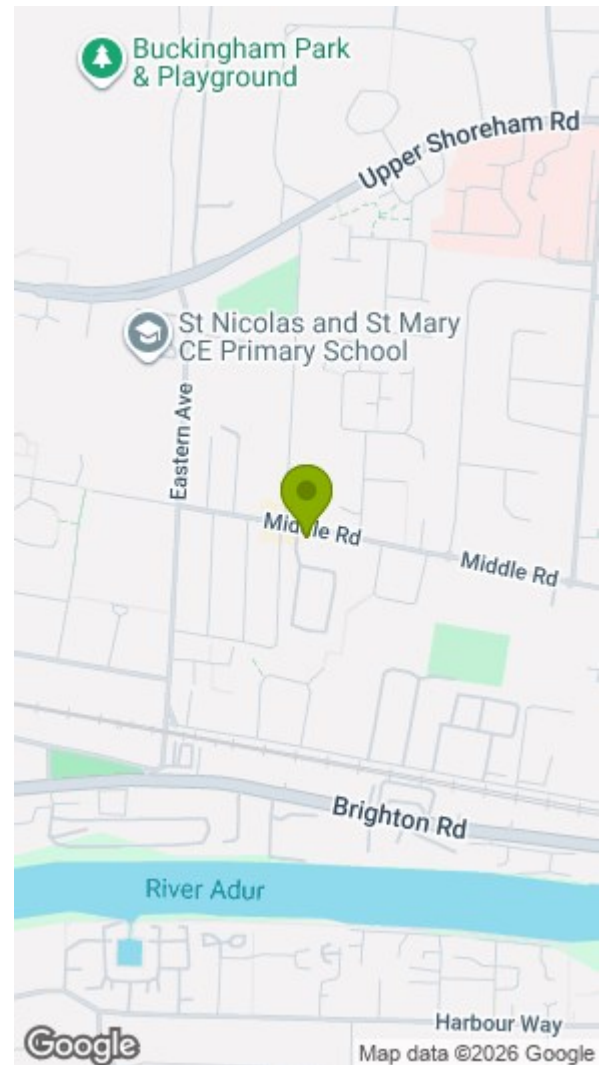 Buckingham Park
& Playground
Upper Shoreham Rd
St Nicolas and St Mary
CE Primary School
Eastern Ave
Middle Rd
Middle Rd
Brighton Rd
River Adur
Harbour Way
Google
Map data ©2026 Google